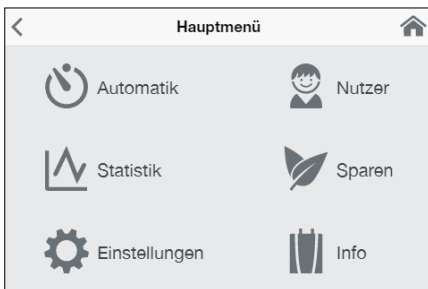 Hauptmenü
Automatik
Nutzer
Statistik
Sparen
Einstellungen
Info